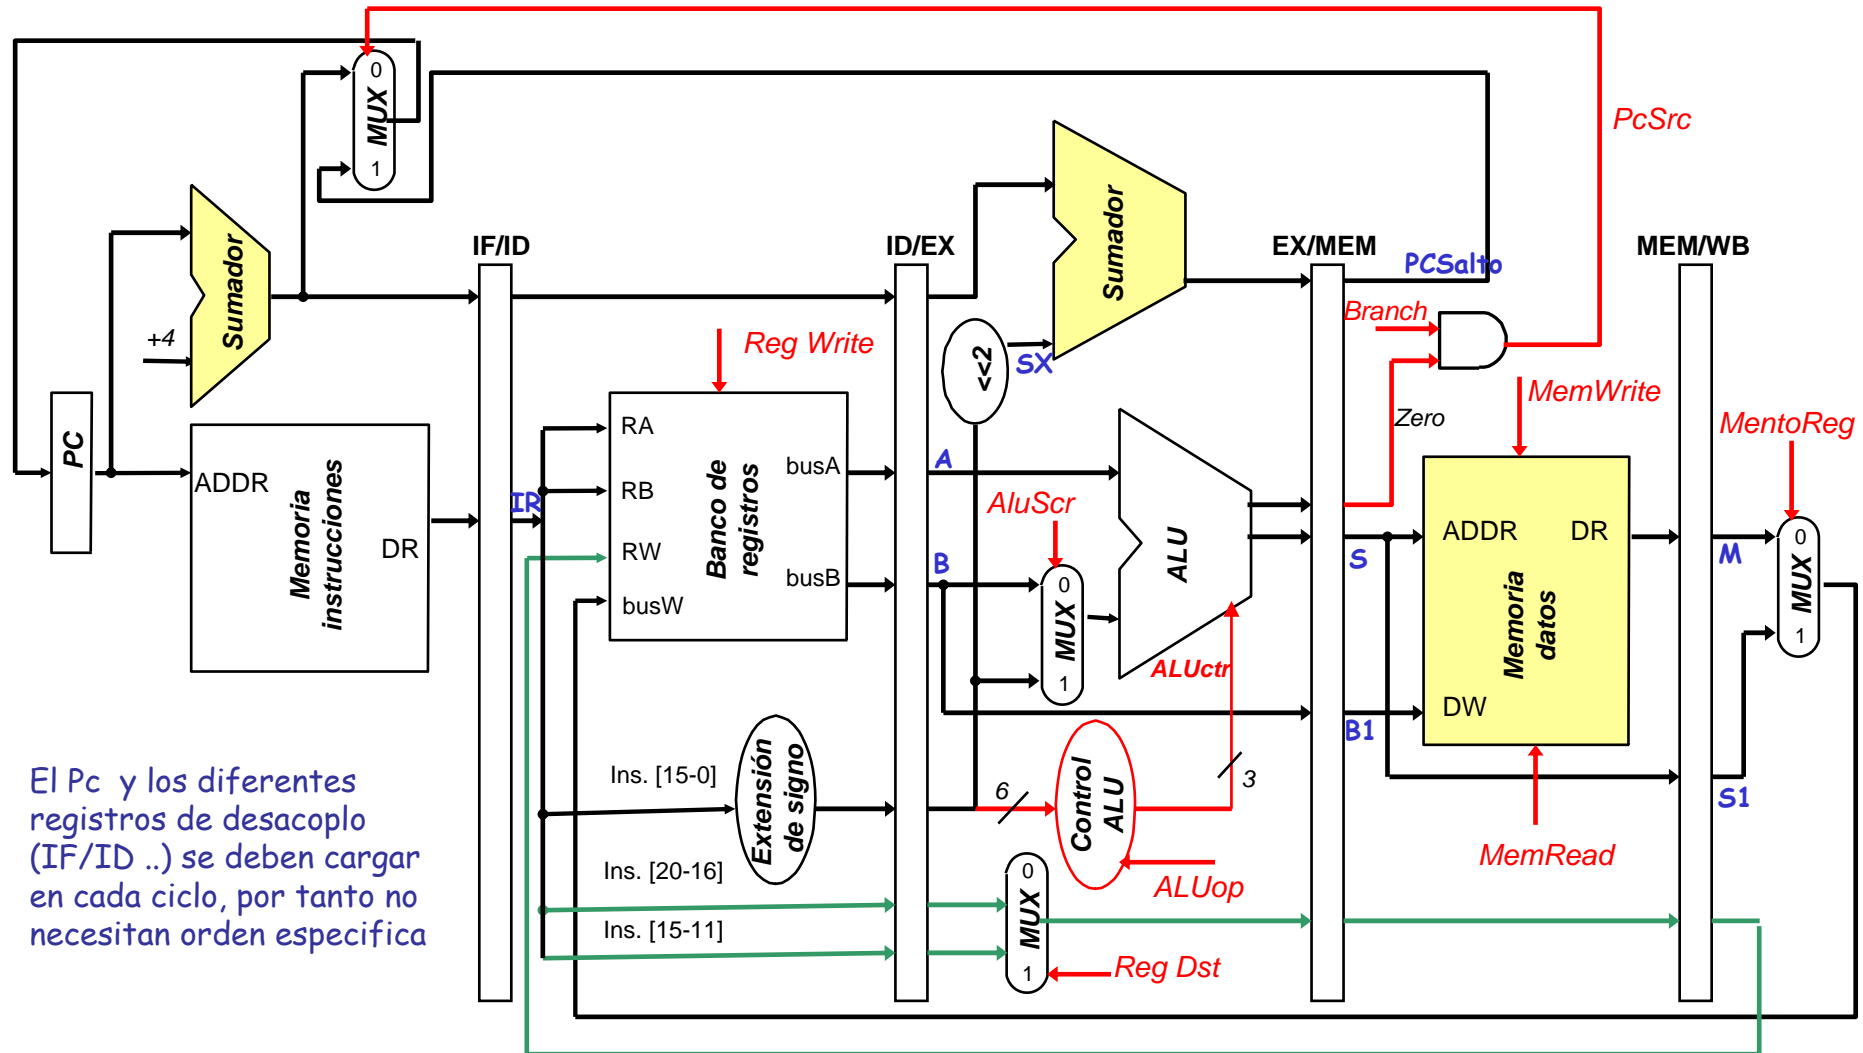 0
MUX
1
PcSrc
Sumador
+4
IF/ID
ID/EX
Sumador
EX/MEM
PCSalto
MEM/WB
Branch
Reg Write
<<2
SX
MemWrite
Zero
MentoReg
PC
ADDR
Memoria
instrucciones
DR
IR
RA
RB
RW
busW
Banco de
registros
busA
busB
A
B
AluScr
0
MUX
1
ALU
ALUctr
S
B1
ADDR
DR
DW
Memoria
datos
M
S1
0
MUX
1
El Pc y los diferentes
registros de desacoplo
(IF/ID ..) se deben cargar
en cada ciclo, por tanto no
necesitan orden especifica
Ins. [15-0]
Extensión
de signo
6
Control
ALU
3
MemRead
ALUop
Ins. [20-16]
Ins. [15-11]
0
MUX
1
Reg Dst